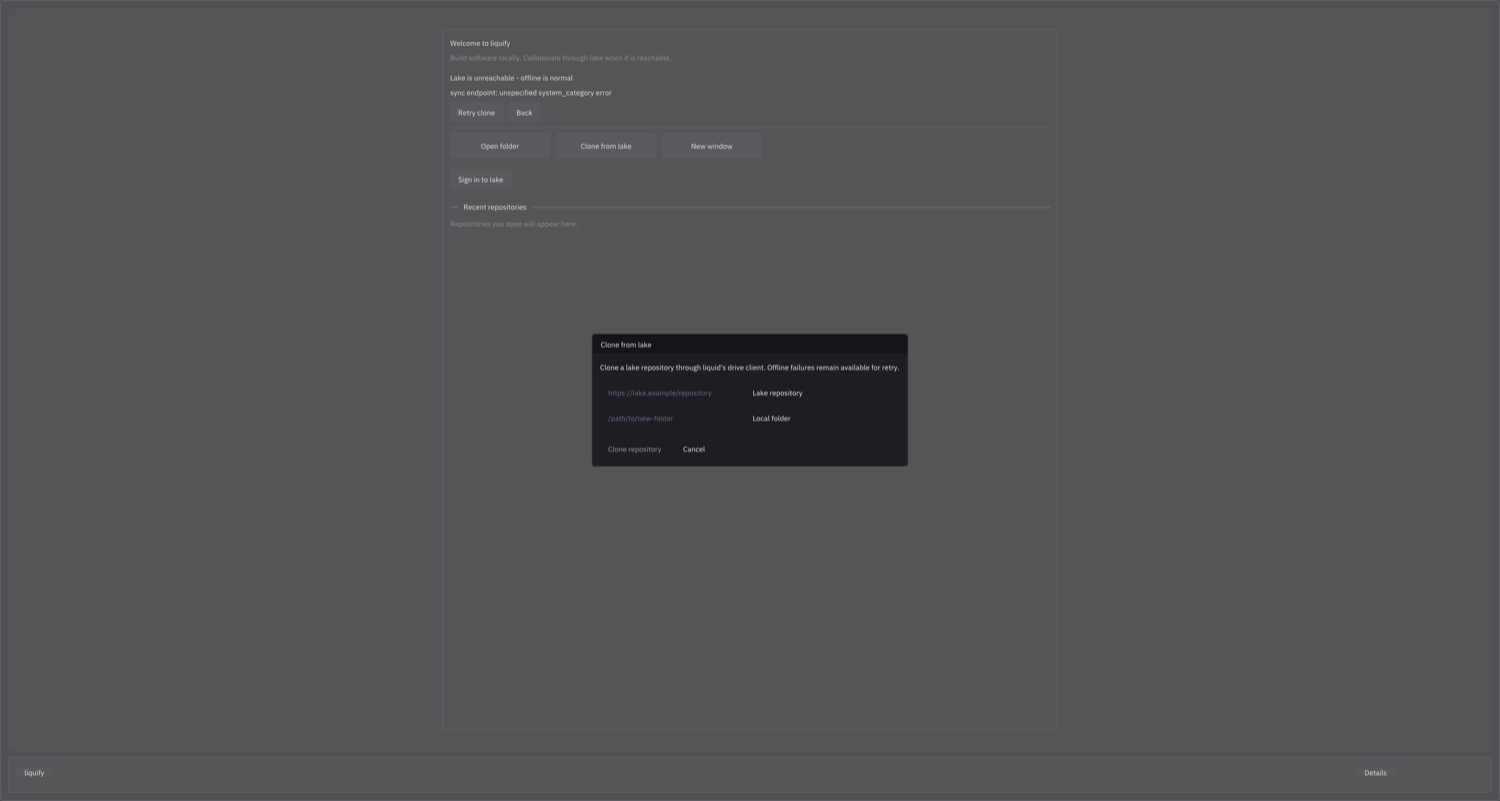 Welcome to liquify
Build software locally. Collaborate through lake when it is reachable.
Lake is unreachable - offline is normal
sync endpoint: unspecified system_category error
Retry clone Back
Open folder Clone from lake New window
Sign in to lake
Recent repositories
Repositories you open will appear here.
Clone from lake
Clone a lake repository through liquid's drive client. Offline failures remain available for retry.
https://lake.example/repository Lake repository
/path/to/new-folder Local folder
Clone repository Cancel
liquify Details